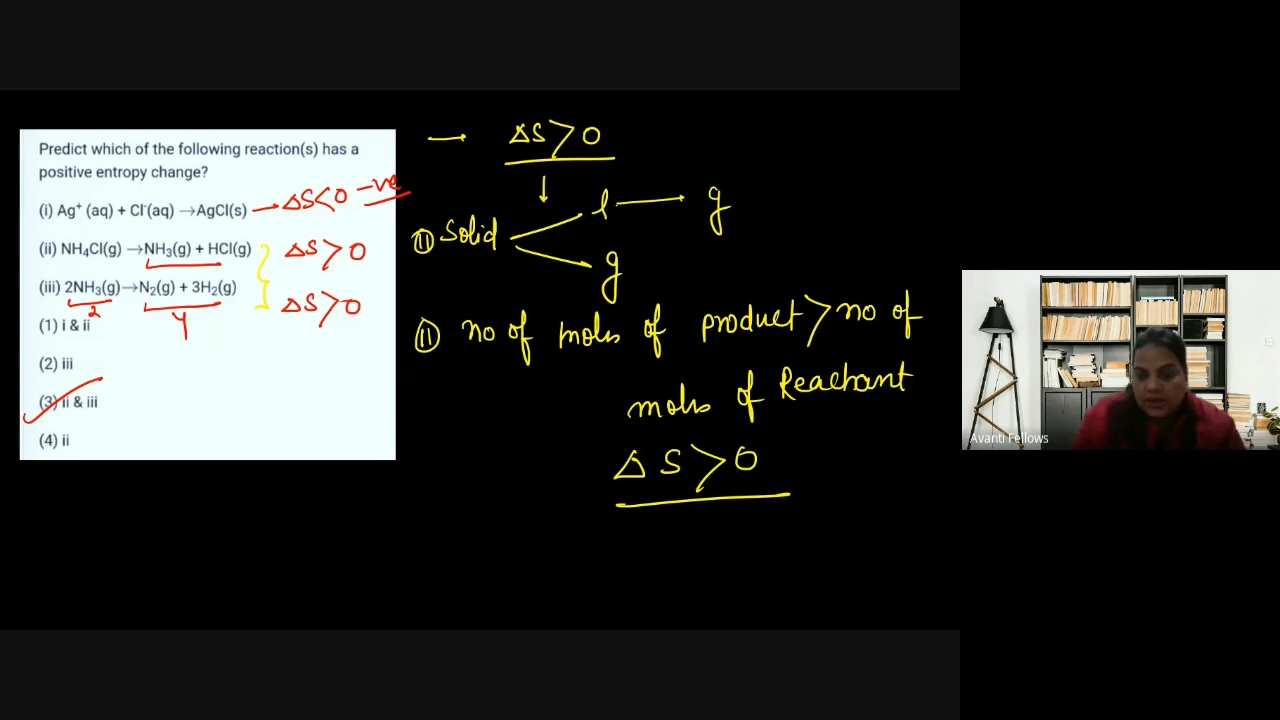 Predict which of the following reaction(s) has a
positive entropy change?
(i) Ag⁺ (aq) + Cl⁻(aq) →AgCl(s) → ΔS<0 -ve
(ii) NH₄Cl(g) →NH₃(g) + HCl(g) ΔS>0
(iii) 2NH₃(g)→N₂(g) + 3H₂(g) ΔS>0
2 4
(1) i & ii
(2) iii
(3) ii & iii
(4) ii
→ ΔS>0
↓
(II) Solid l → g
g
(II) no of moles of product > no of
moles of Reactant
ΔS>0
Avanti Fellows